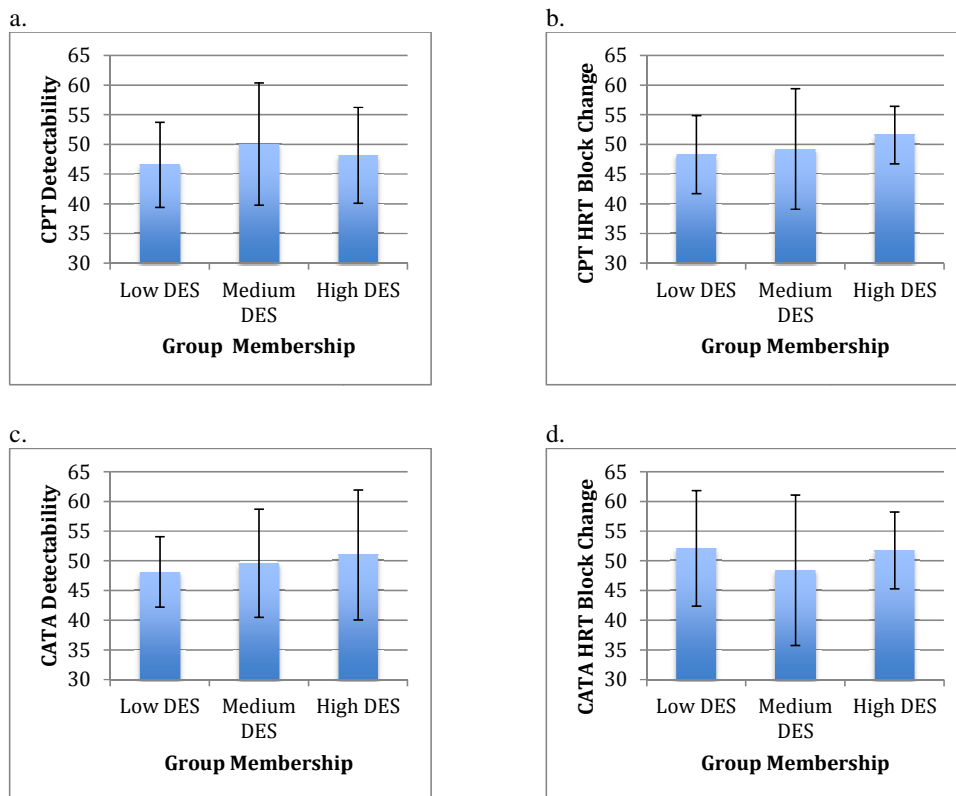 a.
65
60
55
50
45
40
35
30
CPT Detectability
Low DES
Medium
DES
High DES
Group Membership
b.
65
60
55
50
45
40
35
30
CPT HRT Block Change
Low DES
Medium
DES
High DES
Group Membership
c.
65
60
55
50
45
40
35
30
CATA Detectability
Low DES
Medium
DES
High DES
Group Membership
d.
65
60
55
50
45
40
35
30
CATA HRT Block Change
Low DES
Medium
DES
High DES
Group Membership